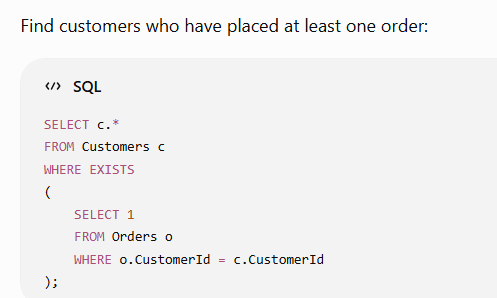 Find customers who have placed at least one order:
</> SQL
SELECT c.*
FROM Customers c
WHERE EXISTS
(
    SELECT 1
    FROM Orders o
    WHERE o.CustomerId = c.CustomerId
);